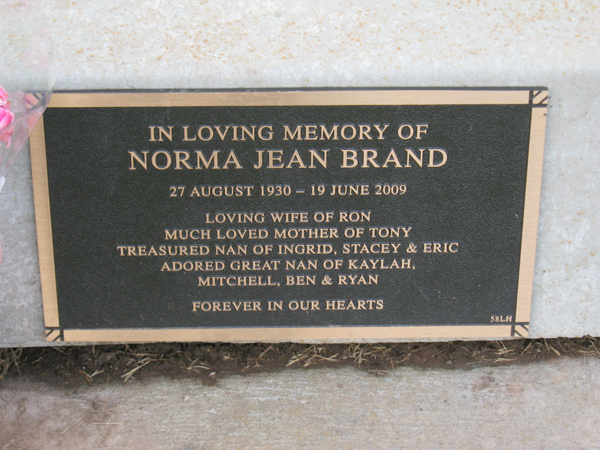 IN LOVING MEMORY OF
NORMA JEAN BRAND
27 AUGUST 1930 – 19 JUNE 2009
LOVING WIFE OF RON
MUCH LOVED MOTHER OF TONY
TREASURED NAN OF INGRID, STACEY & ERIC
ADORED GREAT NAN OF KAYLAH,
MITCHELL, BEN & RYAN
FOREVER IN OUR HEARTS
58LH